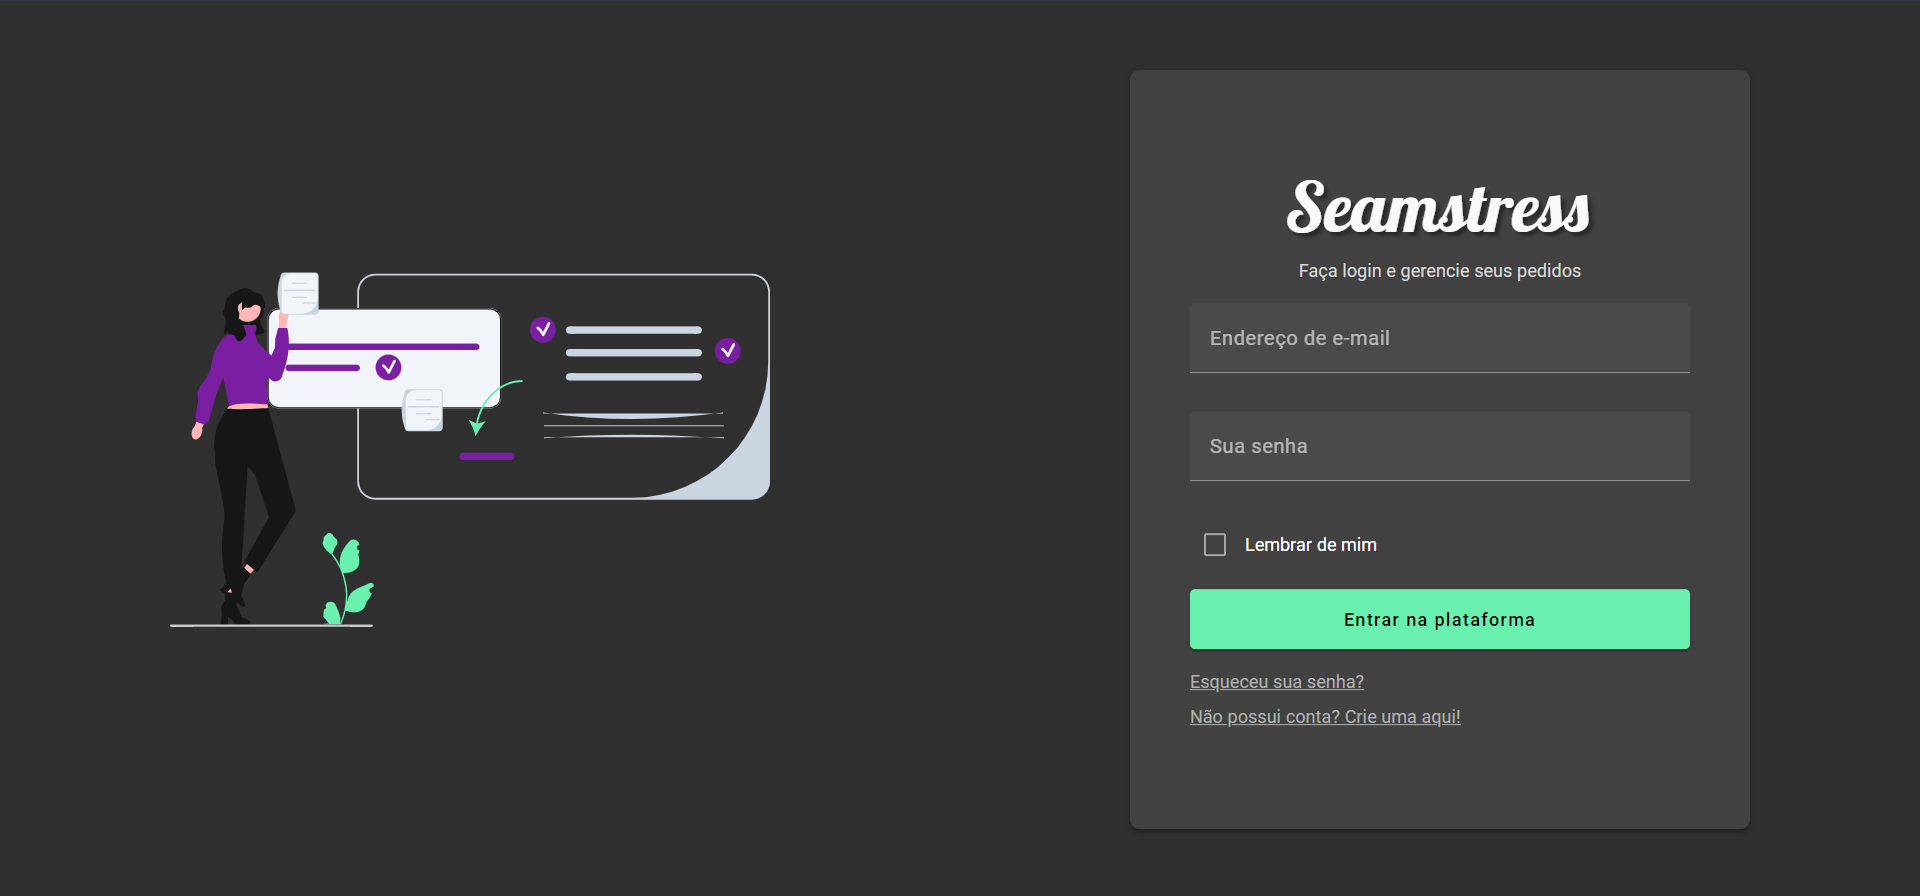 Seamstress
Faça login e gerencie seus pedidos
Endereço de e-mail
Sua senha
Lembrar de mim
Entrar na plataforma
Esqueceu sua senha?
Não possui conta? Crie uma aqui!